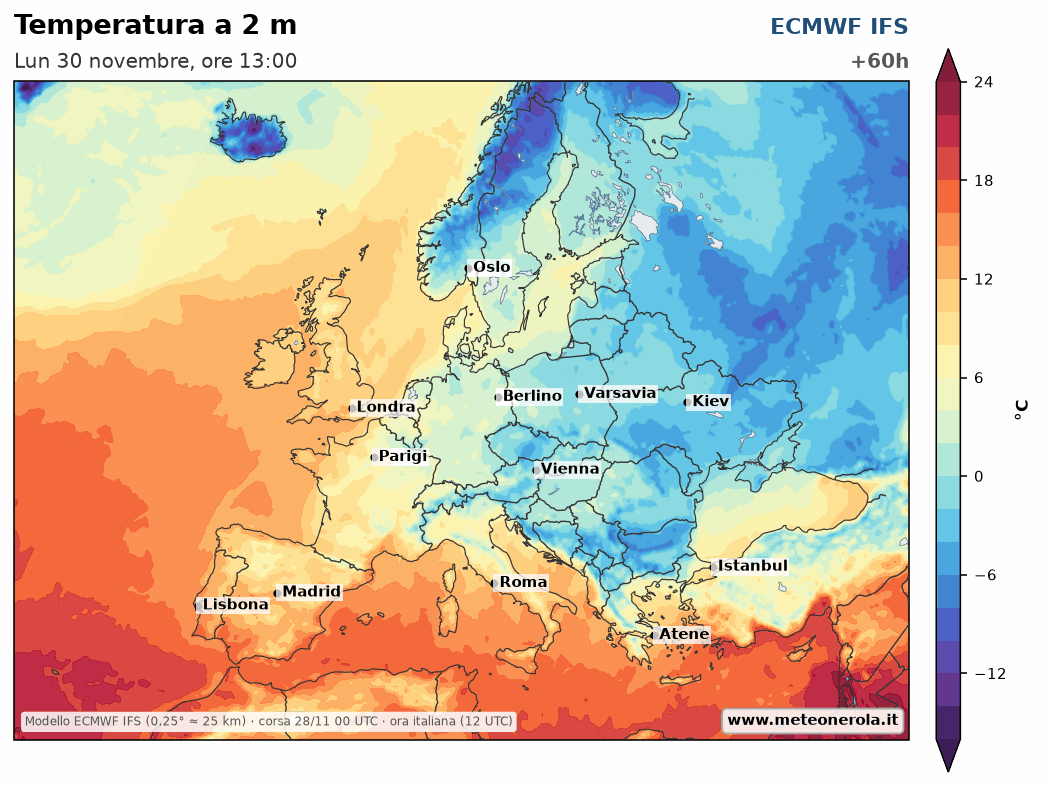 Temperatura a 2 m
ECMWF IFS
Lun 30 novembre, ore 13:00
+60h
24
18
12
6
0
−6
−12
°C
Oslo
Berlino
Varsavia
Kiev
Londra
Parigi
Vienna
Istanbul
Roma
Madrid
Lisbona
Atene
Modello ECMWF IFS (0,25° ≈ 25 km) · corsa 28/11 00 UTC · ora italiana (12 UTC)
www.meteonerola.it